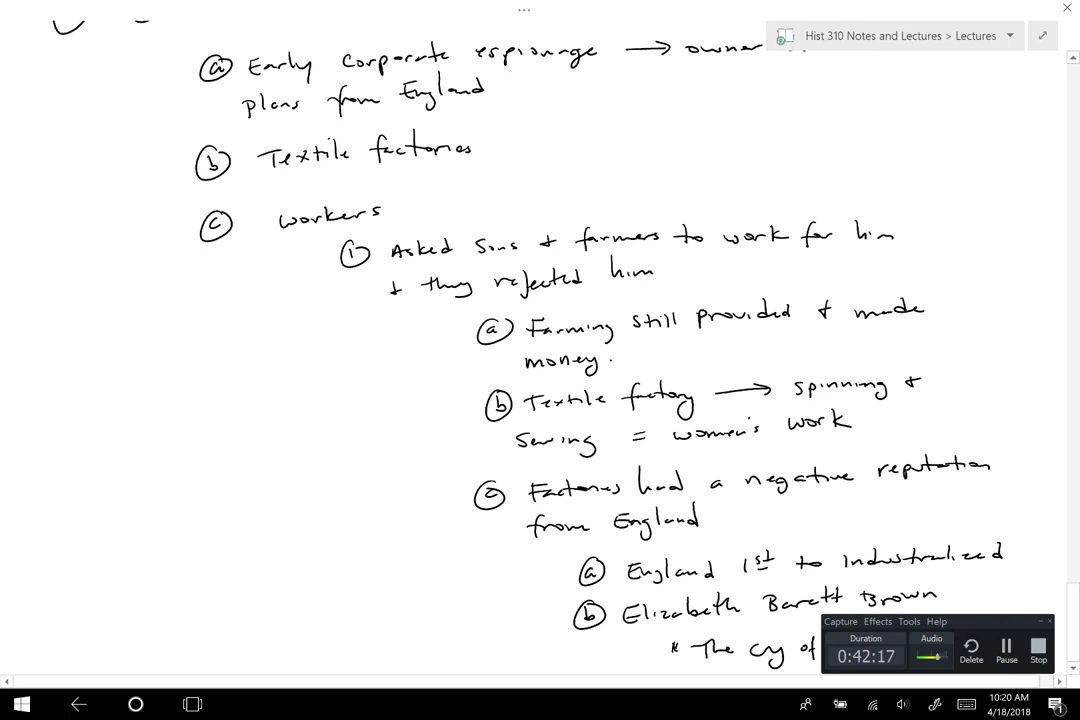 Hist 310 Notes and Lectures > Lectures
(a) Early corporate espionage → owner
plans from England
(b) Textile factories
(c) workers
(1) Asked sons + farmers to work for him
+ they rejected him
(a) Farming still provided + made
money.
(b) Textile factory → spinning +
sewing = women's work
(c) Factories had a negative reputation
from England
(a) England 1st to industrialized
(b) Elizabeth Barett Brown
" The cry of
Capture Effects Tools Help
Duration
Audio
0:42:17
Delete Pause Stop
10:20 AM
4/18/2018
1